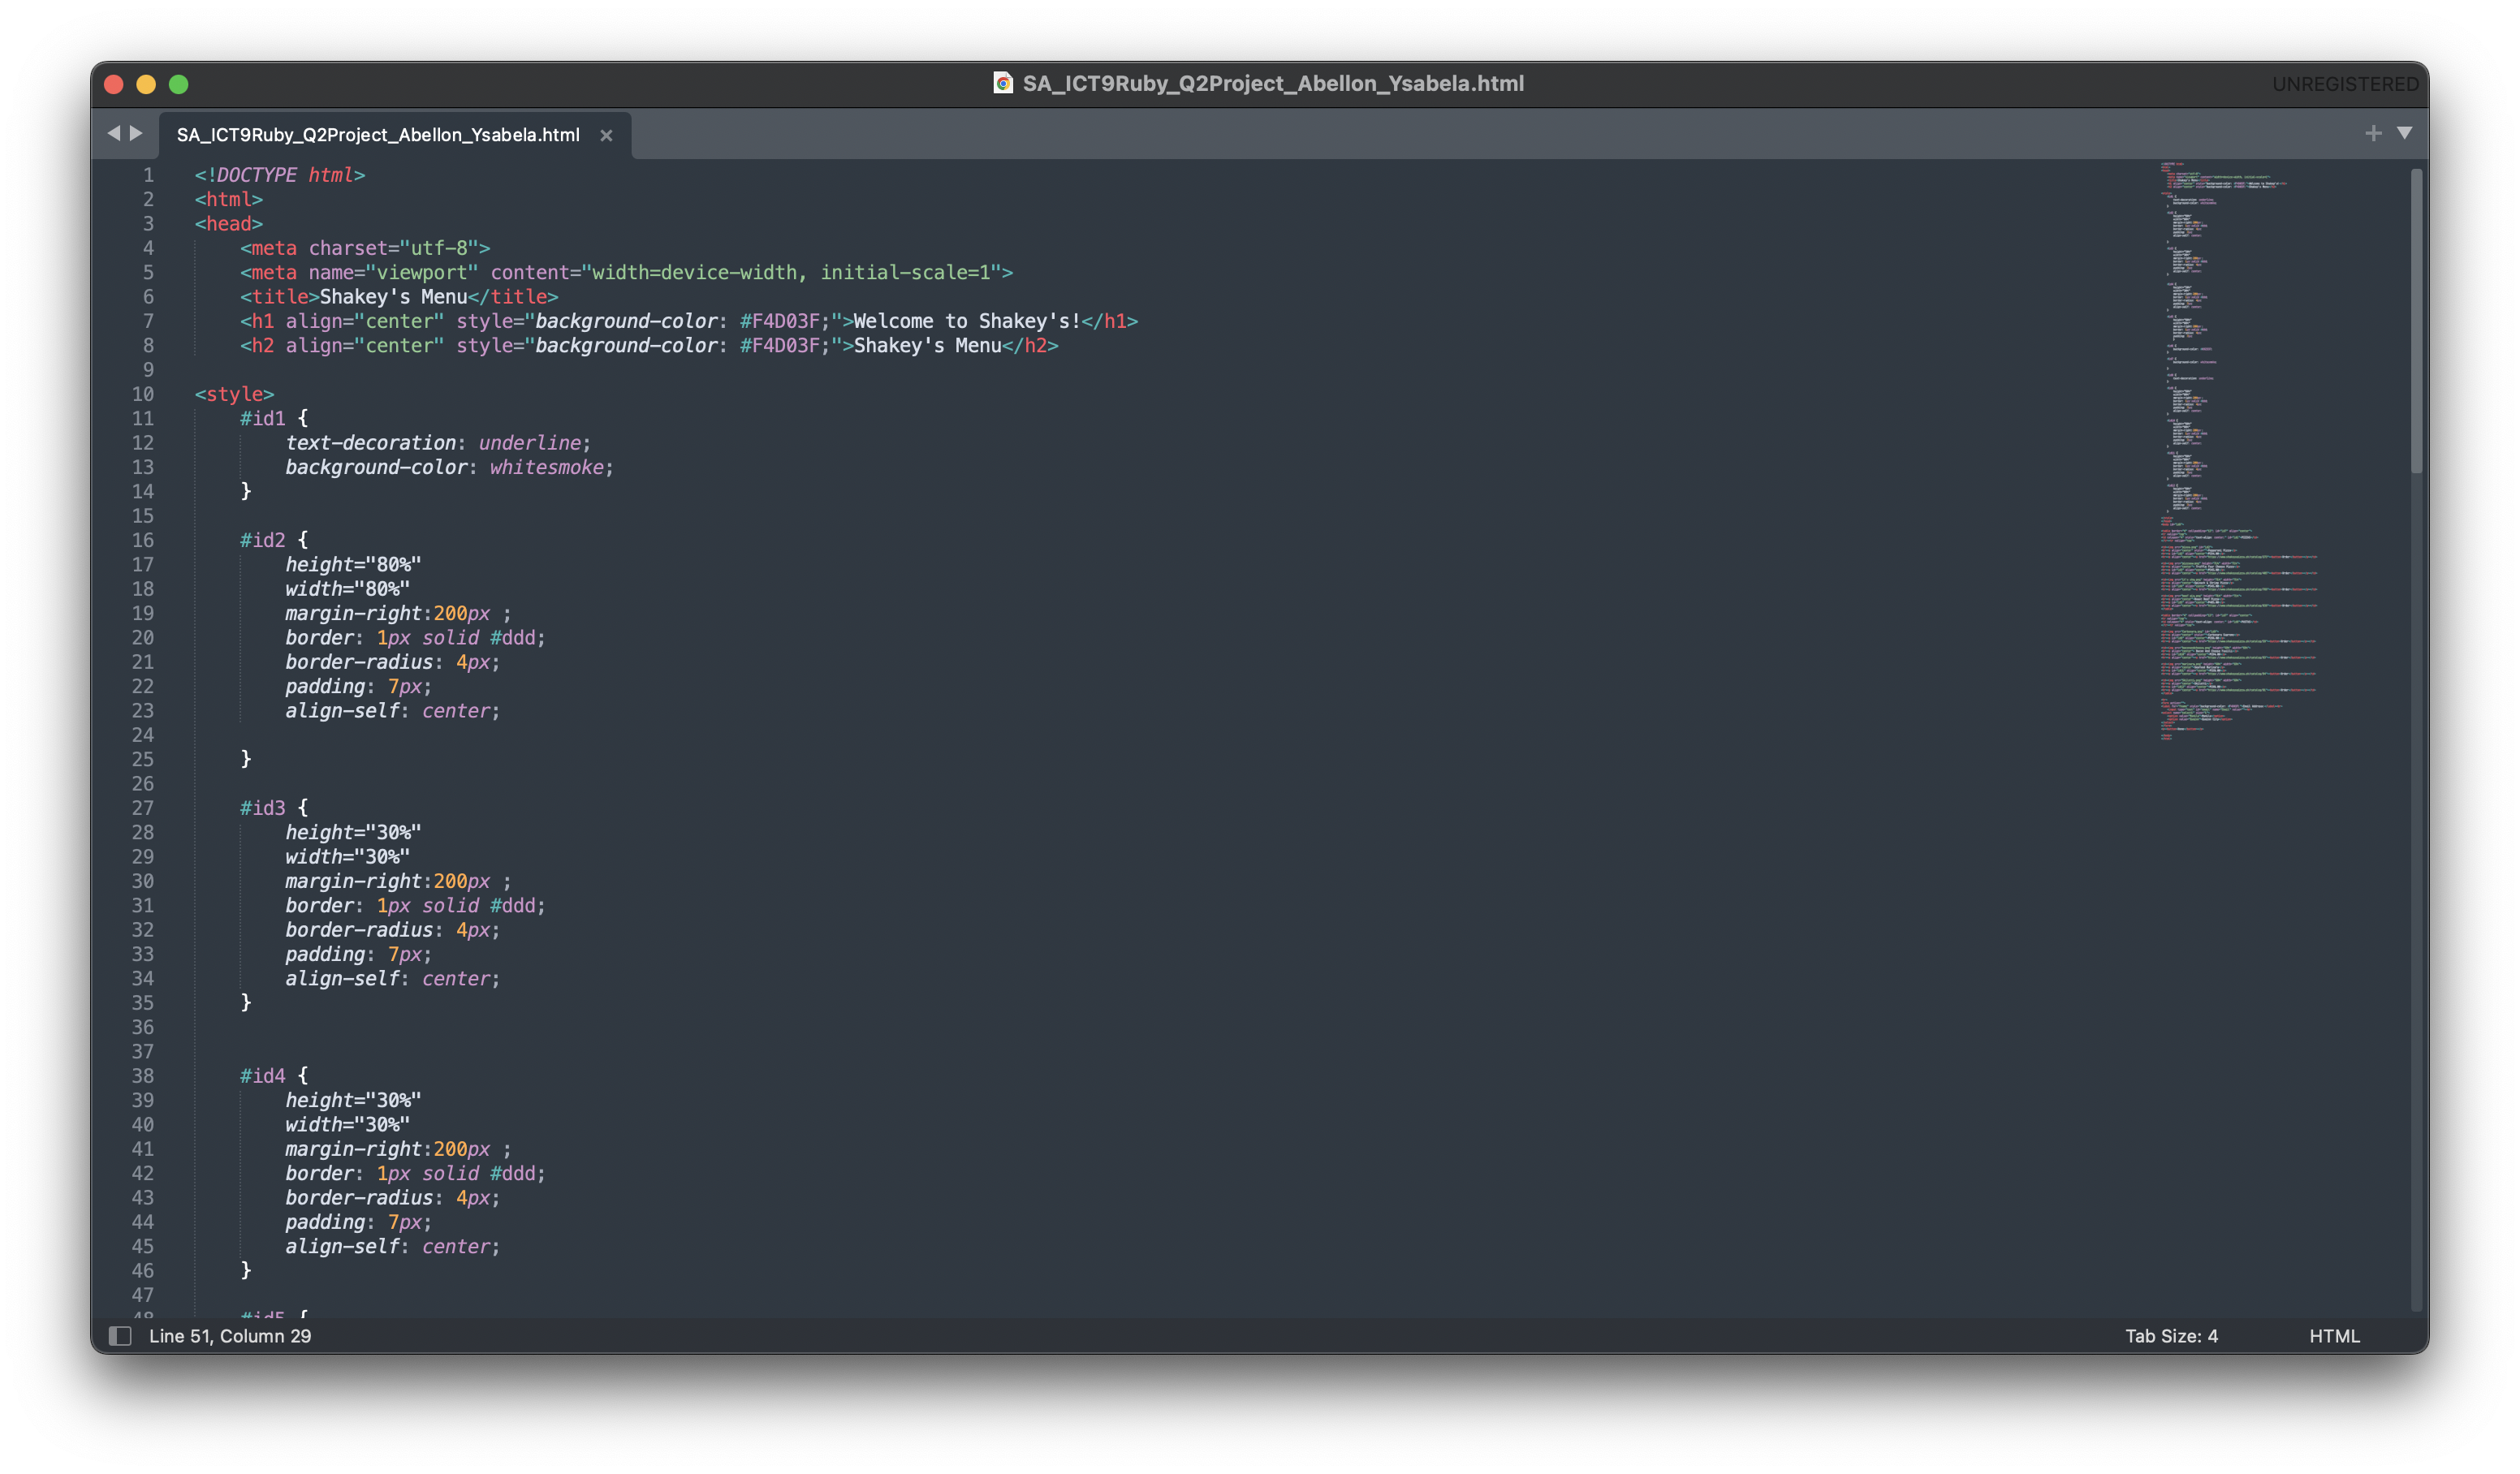 SA_ICT9Ruby_Q2Project_Abellon_Ysabela.html
UNREGISTERED
SA_ICT9Ruby_Q2Project_Abellon_Ysabela.html
1 <!DOCTYPE html>
2 <html>
3 <head>
4 <meta charset="utf-8">
5 <meta name="viewport" content="width=device-width, initial-scale=1">
6 <title>Shakey's Menu</title>
7 <h1 align="center" style="background-color: #F4D03F;">Welcome to Shakey's!</h1>
8 <h2 align="center" style="background-color: #F4D03F;">Shakey's Menu</h2>
9
10 <style>
11 #id1 {
12 text-decoration: underline;
13 background-color: whitesmoke;
14 }
15
16 #id2 {
17 height="80%"
18 width="80%"
19 margin-right:200px ;
20 border: 1px solid #ddd;
21 border-radius: 4px;
22 padding: 7px;
23 align-self: center;
24
25 }
26
27 #id3 {
28 height="30%"
29 width="30%"
30 margin-right:200px ;
31 border: 1px solid #ddd;
32 border-radius: 4px;
33 padding: 7px;
34 align-self: center;
35 }
36
37
38 #id4 {
39 height="30%"
40 width="30%"
41 margin-right:200px ;
42 border: 1px solid #ddd;
43 border-radius: 4px;
44 padding: 7px;
45 align-self: center;
46 }
47
48 #id5 {
Line 51, Column 29
Tab Size: 4
HTML